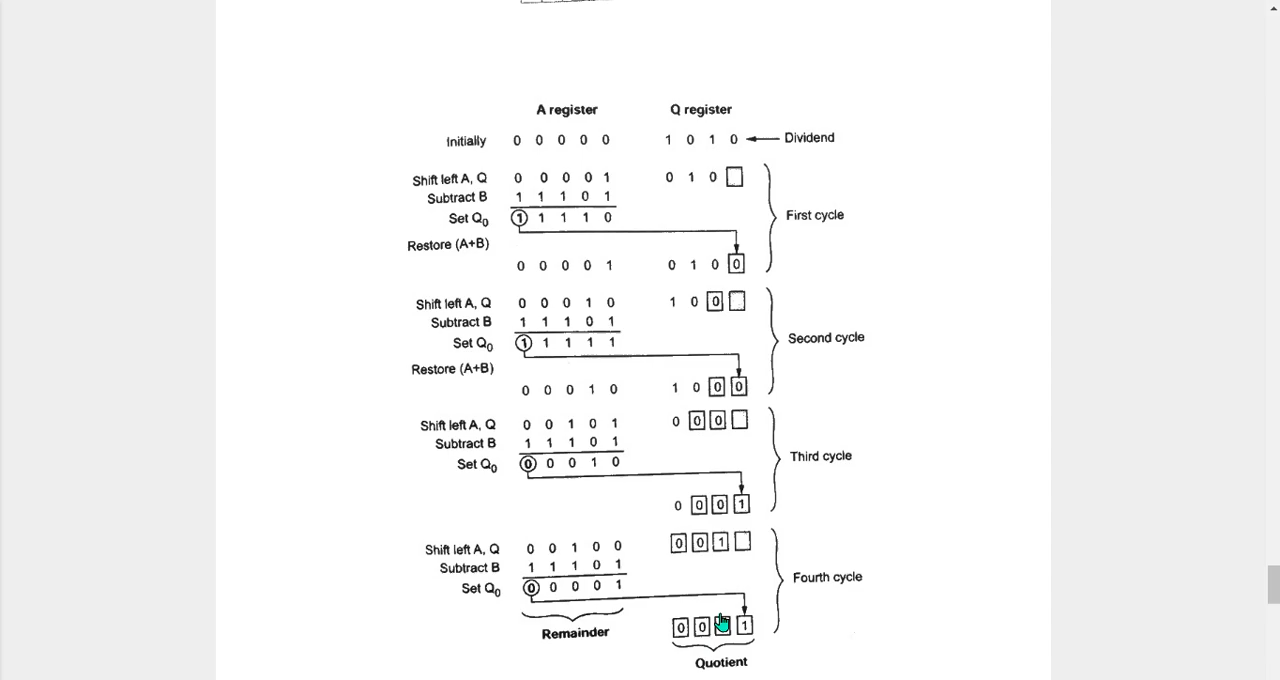 A register Q register
Initially 0 0 0 0 0 1 0 1 0 Dividend
Shift left A, Q 0 0 0 0 1 0 1 0
Subtract B 1 1 1 0 1
Set Q0 1 1 1 1 0 First cycle
Restore (A+B)
0 0 0 0 1 0 1 0 0
Shift left A, Q 0 0 0 1 0 1 0 0
Subtract B 1 1 1 0 1
Set Q0 1 1 1 1 1 Second cycle
Restore (A+B)
0 0 0 1 0 1 0 0 0
Shift left A, Q 0 0 1 0 1 0 0 0
Subtract B 1 1 1 0 1
Set Q0 0 0 0 1 0 Third cycle
0 0 0 1
Shift left A, Q 0 0 1 0 0 0 0 1
Subtract B 1 1 1 0 1
Set Q0 0 0 0 0 1 Fourth cycle
0 0 1
Remainder
Quotient